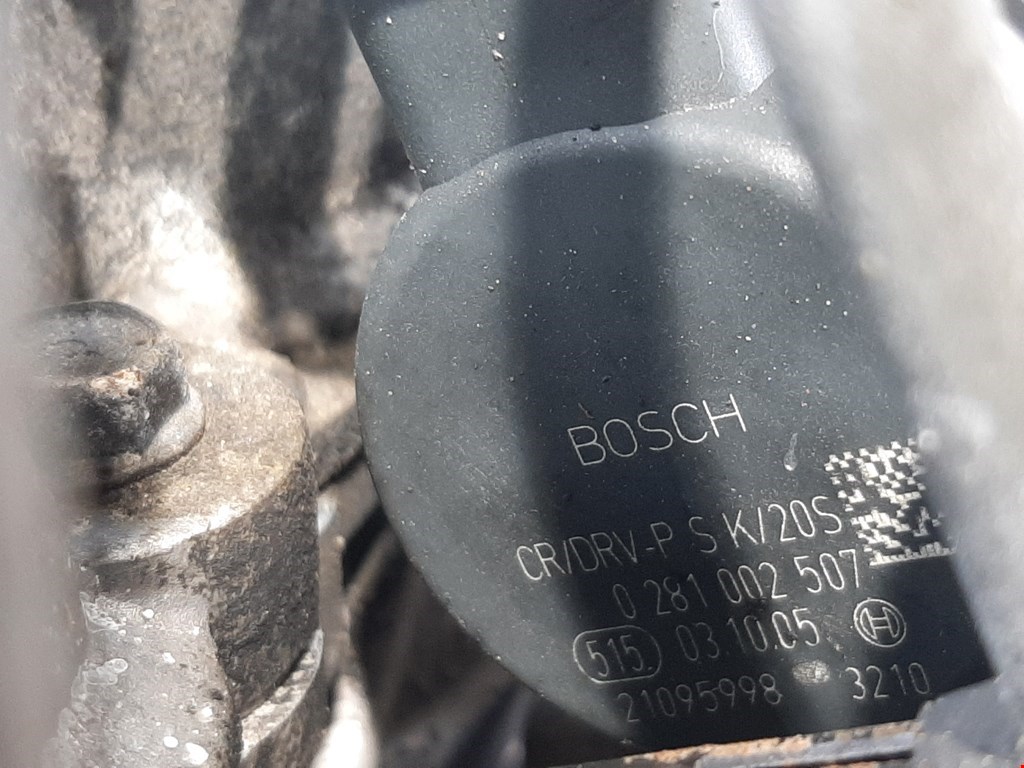 BOSCH
CR/DRV-P S K/20S
0 281 002 507
515. 03.10.05
21095998 3210